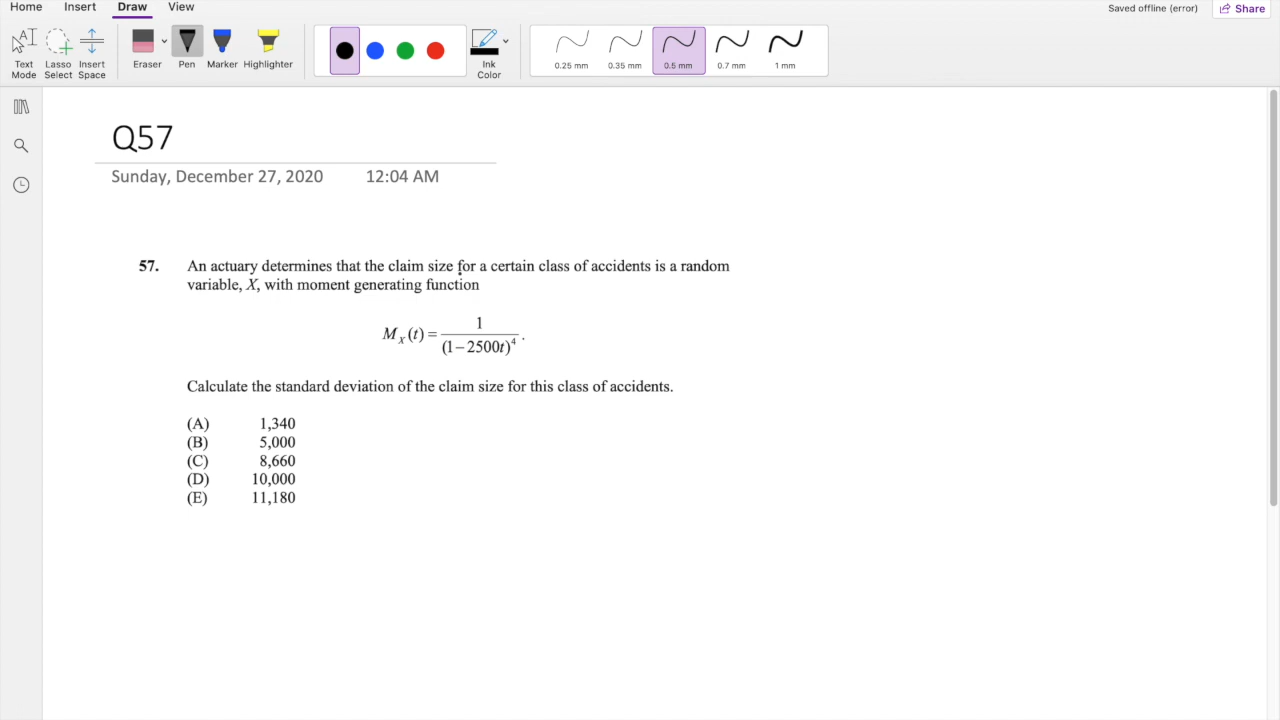 Home Insert Draw View
Saved offline (error) Share
Text Mode
Lasso Select
Insert Space
Eraser
Pen
Marker
Highlighter
Ink Color
0.25 mm
0.35 mm
0.5 mm
0.7 mm
1 mm
Q57
Sunday, December 27, 2020 12:04 AM
57. An actuary determines that the claim size for a certain class of accidents is a random
variable, X, with moment generating function
M_X(t) = 1/(1−2500t)^4.
Calculate the standard deviation of the claim size for this class of accidents.
(A) 1,340
(B) 5,000
(C) 8,660
(D) 10,000
(E) 11,180